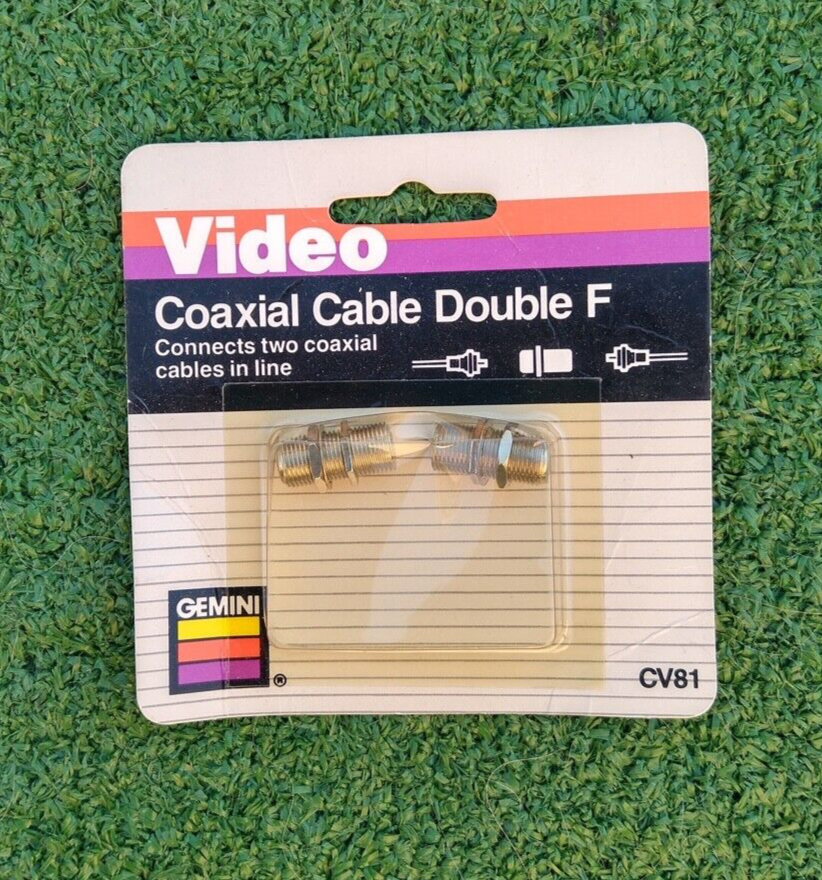 Video
Coaxial Cable Double F
Connects two coaxial
cables in line
GEMINI
®
CV81